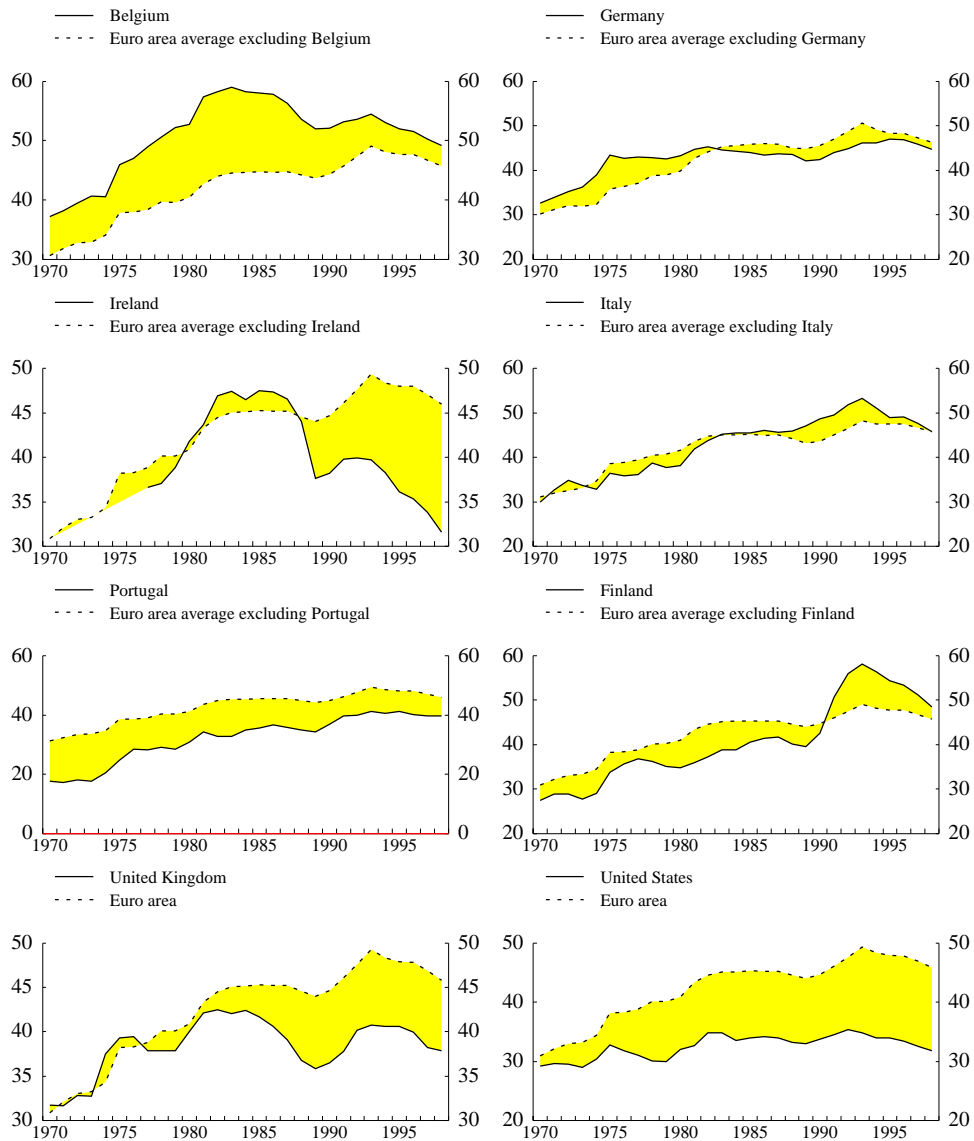 Belgium
Euro area average excluding Belgium
60 60
50 50
40 40
30 30
1970 1975 1980 1985 1990 1995
Germany
Euro area average excluding Germany
60 60
50 50
40 40
30 30
20 20
1970 1975 1980 1985 1990 1995
Ireland
Euro area average excluding Ireland
50 50
45 45
40 40
35 35
30 30
1970 1975 1980 1985 1990 1995
Italy
Euro area average excluding Italy
60 60
50 50
40 40
30 30
20 20
1970 1975 1980 1985 1990 1995
Portugal
Euro area average excluding Portugal
60 60
40 40
20 20
0 0
1970 1975 1980 1985 1990 1995
Finland
Euro area average excluding Finland
60 60
50 50
40 40
30 30
20 20
1970 1975 1980 1985 1990 1995
United Kingdom
Euro area
50 50
45 45
40 40
35 35
30 30
1970 1975 1980 1985 1990 1995
United States
Euro area
50 50
40 40
30 30
20 20
1970 1975 1980 1985 1990 1995